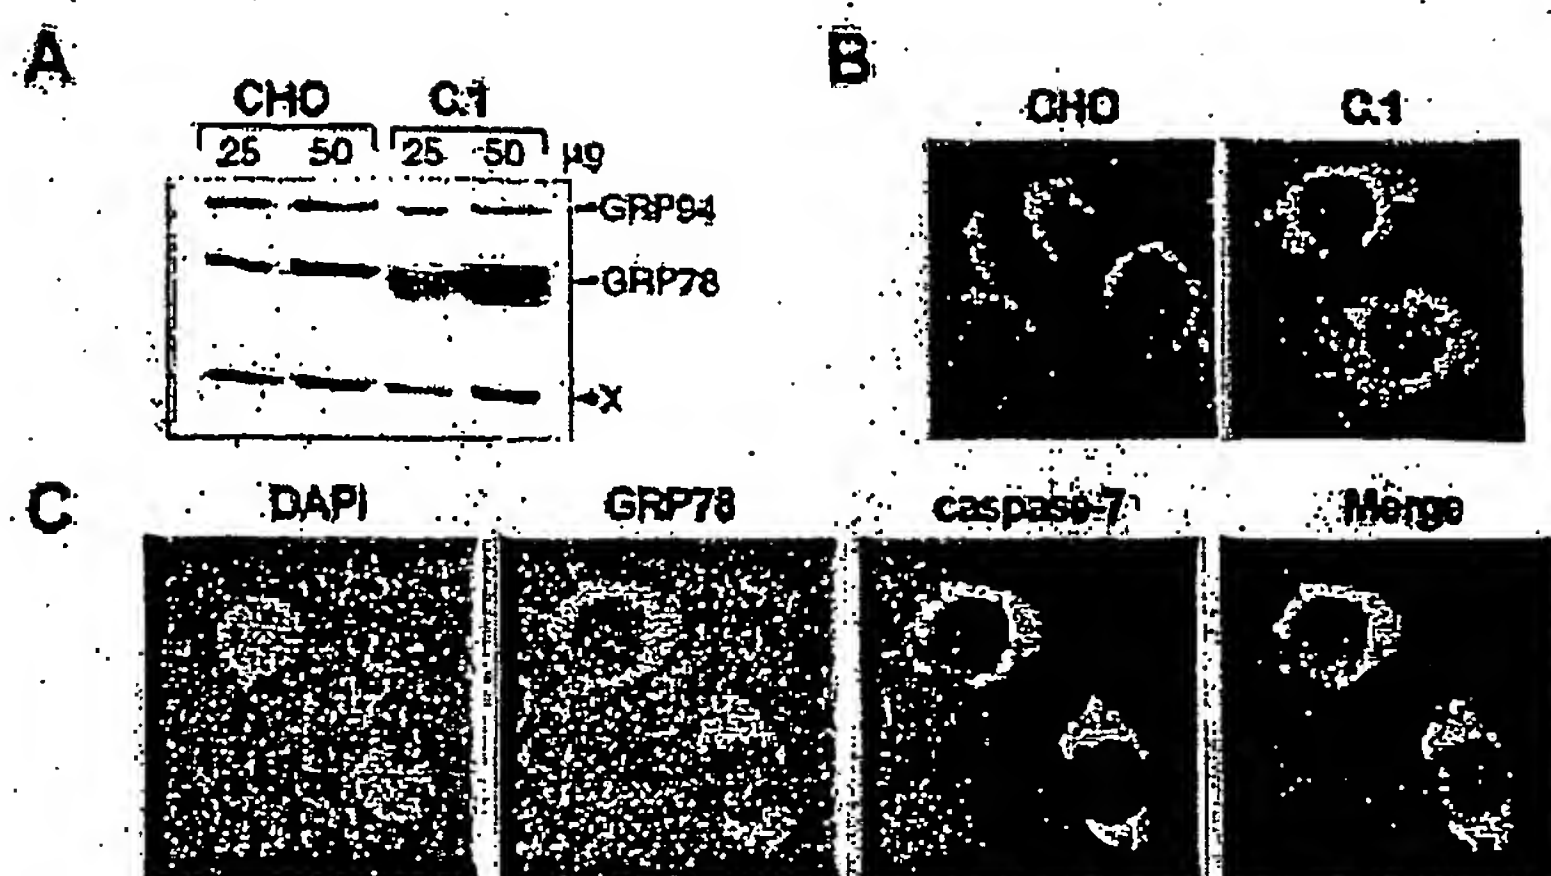 A
CHO C.1
25 50 25 50 µg
GRP94
GRP78
X
B
CHO C.1
C
DAPI GRP78 caspase-7 Merge